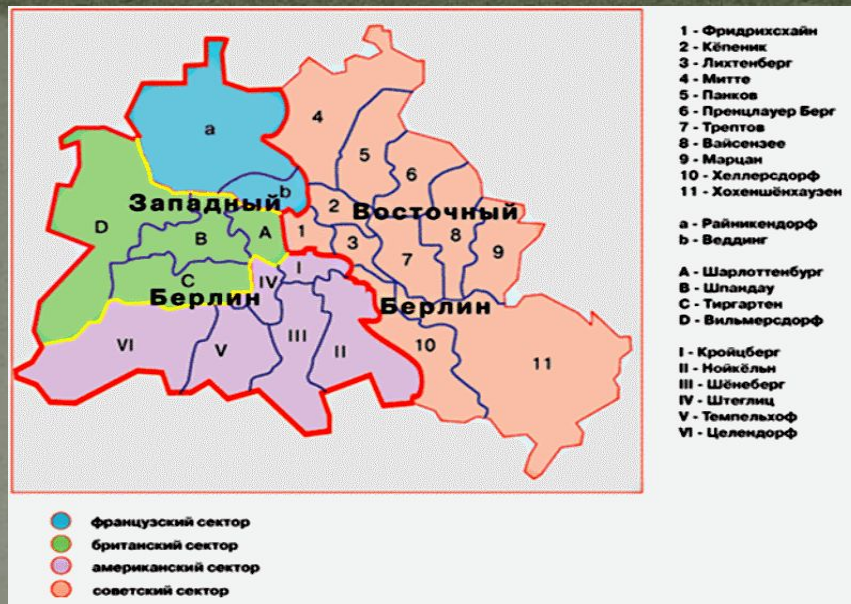 a
4
5
6
b
Западный
2
Восточный
D
B
A
1
8
3
7
9
C
I
Берлин
IV
Берлин
VI
V
III
II
10
11
1 - Фридрихсхайн
2 - Кёпеник
3 - Лихтенберг
4 - Митте
5 - Панков
6 - Пренцлауер Берг
7 - Трептов
8 - Вайсензее
9 - Марцан
10 - Хеллерсдорф
11 - Хохеншёнхаузен
a - Райникендорф
b - Веддинг
A - Шарлоттенбург
B - Шпандау
C - Тиргартен
D - Вильмерсдорф
I - Кройцберг
II - Нойкёльн
III - Шёнеберг
IV - Штеглиц
V - Темпельхоф
VI - Целендорф
французский сектор
британский сектор
американский сектор
советский сектор